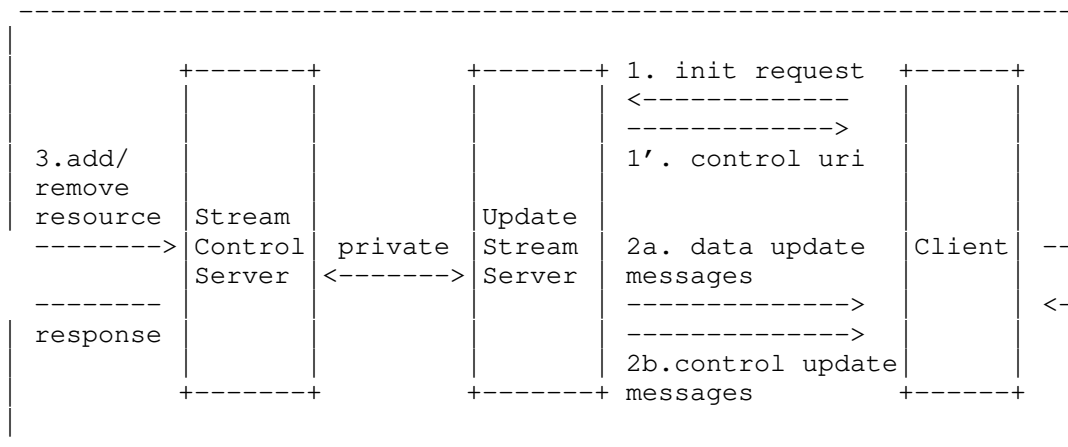 1. init request
1'. control uri
3.add/
remove
resource
Stream
Control
Server
private
Update
Stream
Server
2a. data update
messages
Client
response
2b.control update
messages